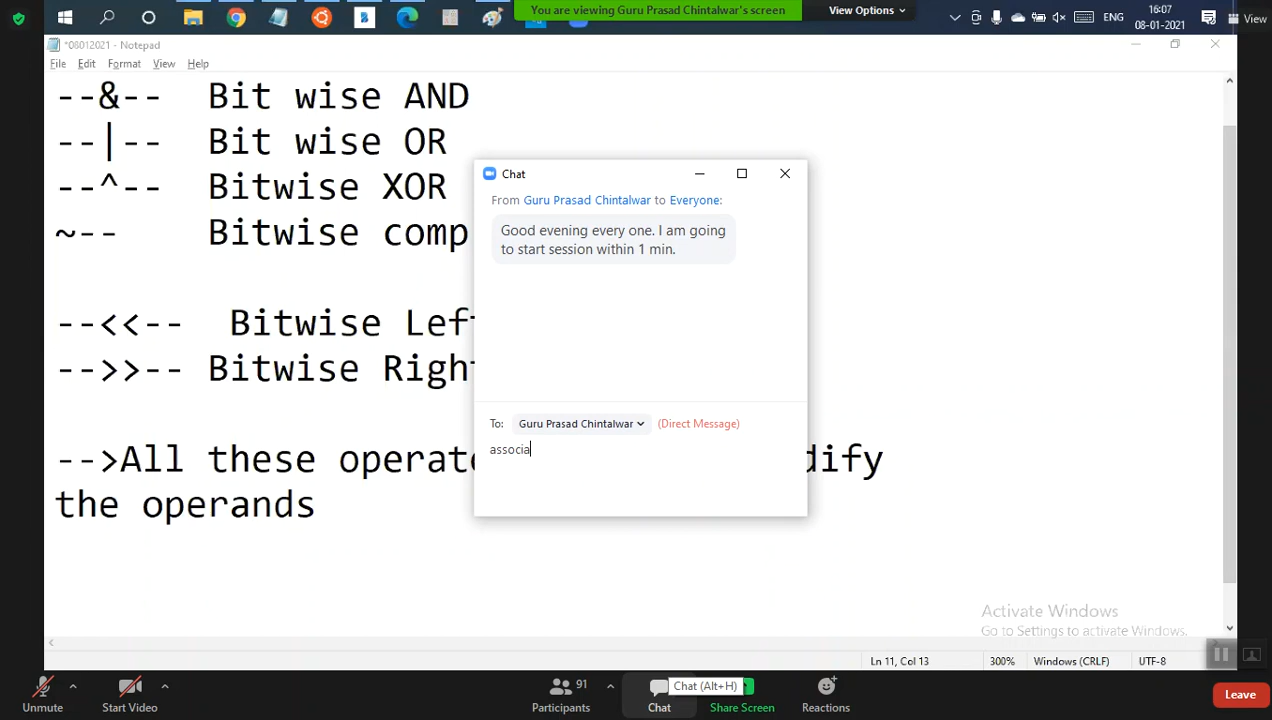 You are viewing Guru Prasad Chintalwar's screen
View Options
ENG
16:07
08-01-2021
View
*08012021 - Notepad
File Edit Format View Help
--&-- Bit wise AND
--|-- Bit wise OR
--^-- Bitwise XOR
~-- Bitwise comp
--<<-- Bitwise Left
-->>-- Bitwise Righ
-->All these operat dify
the operands
Chat
From Guru Prasad Chintalwar to Everyone:
Good evening every one. I am going
to start session within 1 min.
To: Guru Prasad Chintalwar (Direct Message)
associa
Activate Windows
Go to Settings to activate Windows.
Ln 11, Col 13 300% Windows (CRLF) UTF-8
91
Chat (Alt+H)
Unmute Start Video Participants Chat Share Screen Reactions Leave